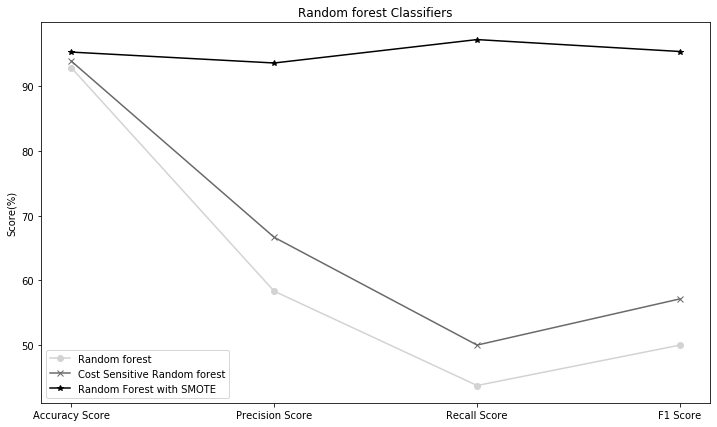 Random forest Classifiers
Score(%)
90
80
70
60
50
Random forest
Cost Sensitive Random forest
Random Forest with SMOTE
Accuracy Score
Precision Score
Recall Score
F1 Score